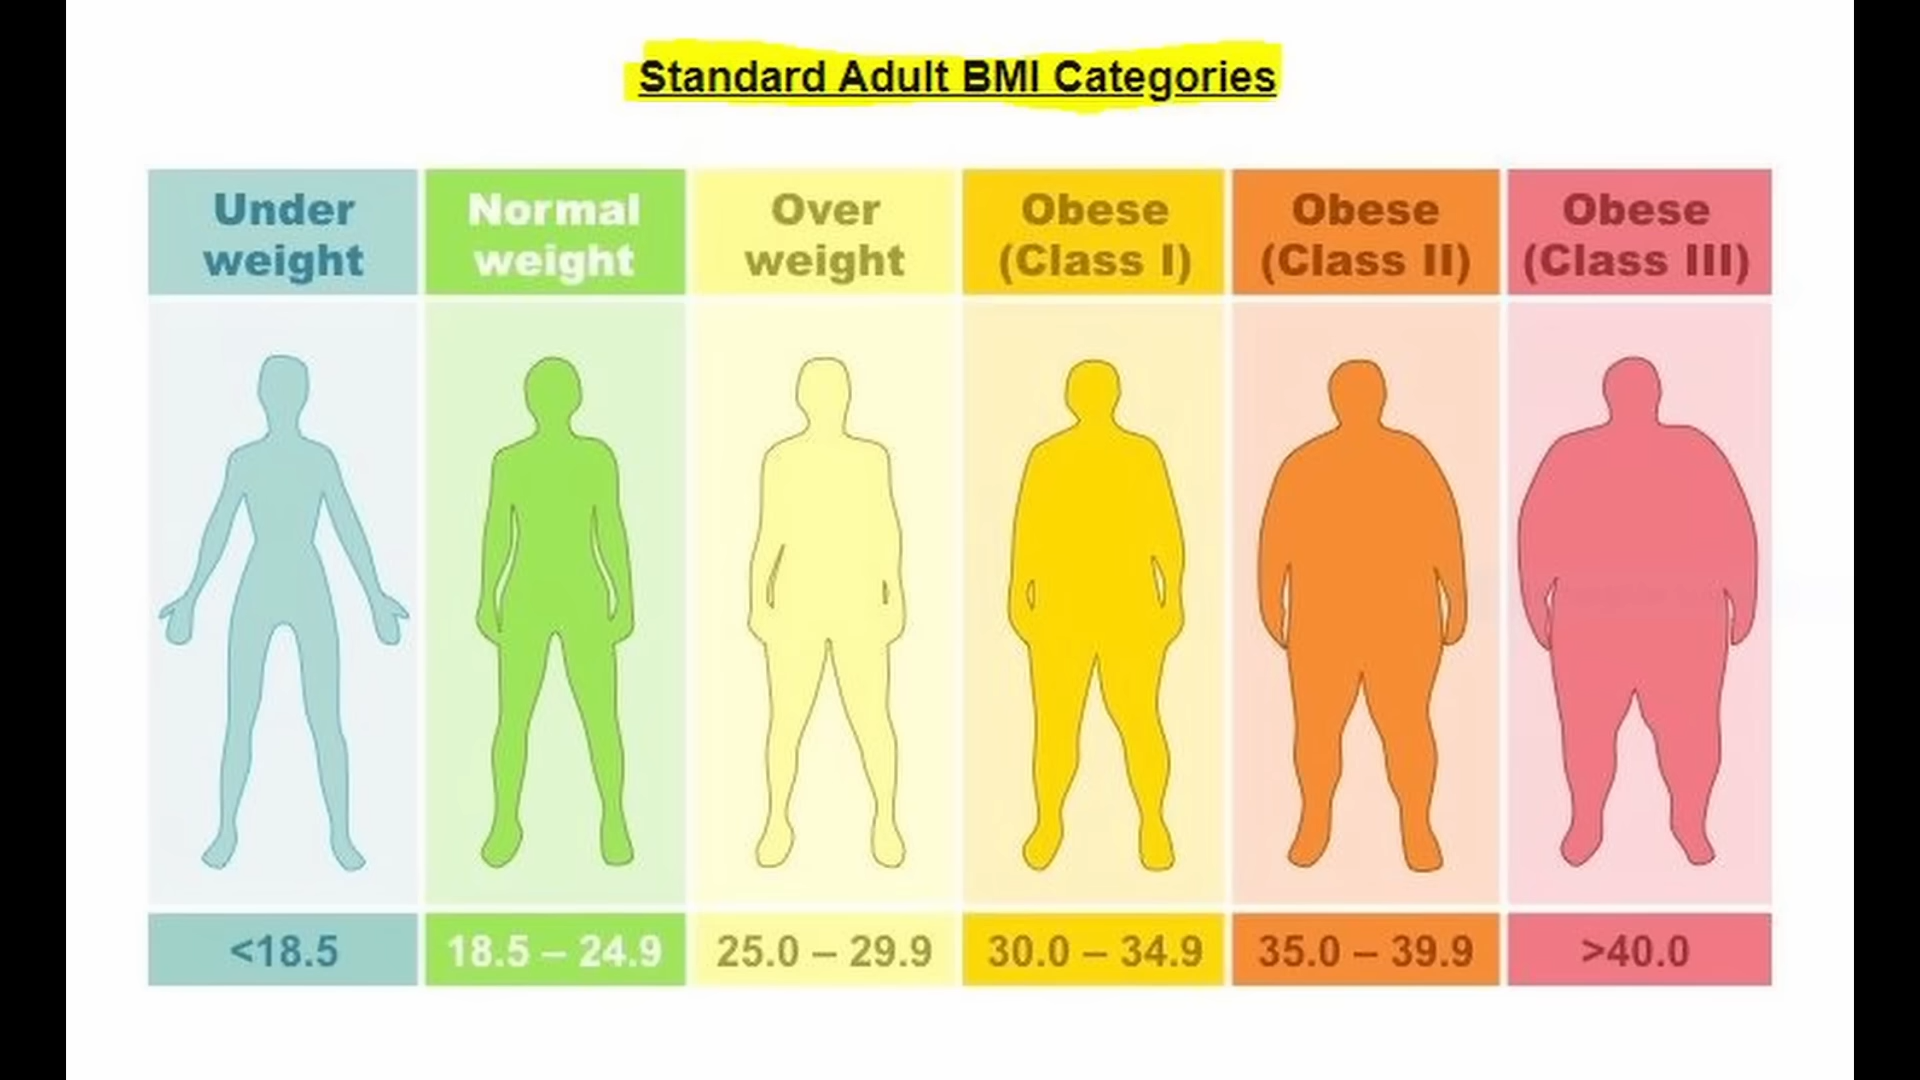 Standard Adult BMI Categories
Under
weight
Normal
weight
Over
weight
Obese
(Class I)
Obese
(Class II)
Obese
(Class III)
<18.5
18.5 – 24.9
25.0 – 29.9
30.0 – 34.9
35.0 – 39.9
>40.0